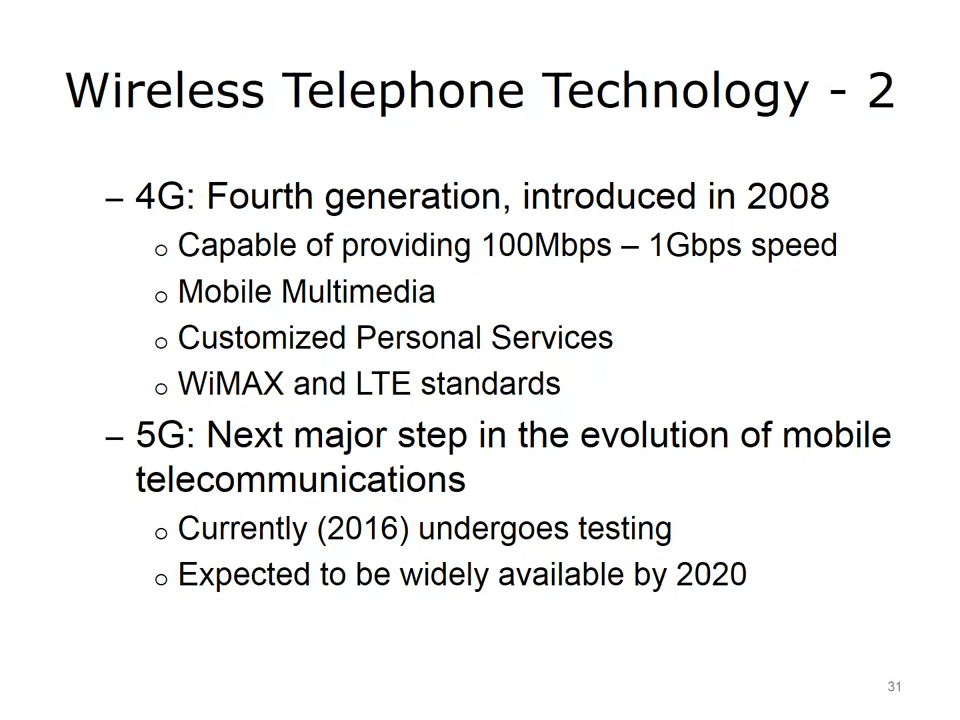 Wireless Telephone Technology - 2
– 4G: Fourth generation, introduced in 2008
o Capable of providing 100Mbps – 1Gbps speed
o Mobile Multimedia
o Customized Personal Services
o WiMAX and LTE standards
– 5G: Next major step in the evolution of mobile
telecommunications
o Currently (2016) undergoes testing
o Expected to be widely available by 2020
31